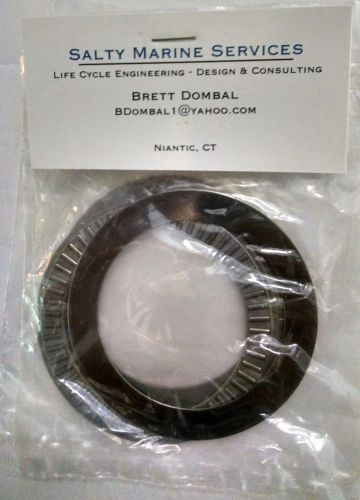 Salty Marine Services
Life Cycle Engineering - Design & Consulting
Brett Dombal
BDombal1@yahoo.com
Niantic, CT